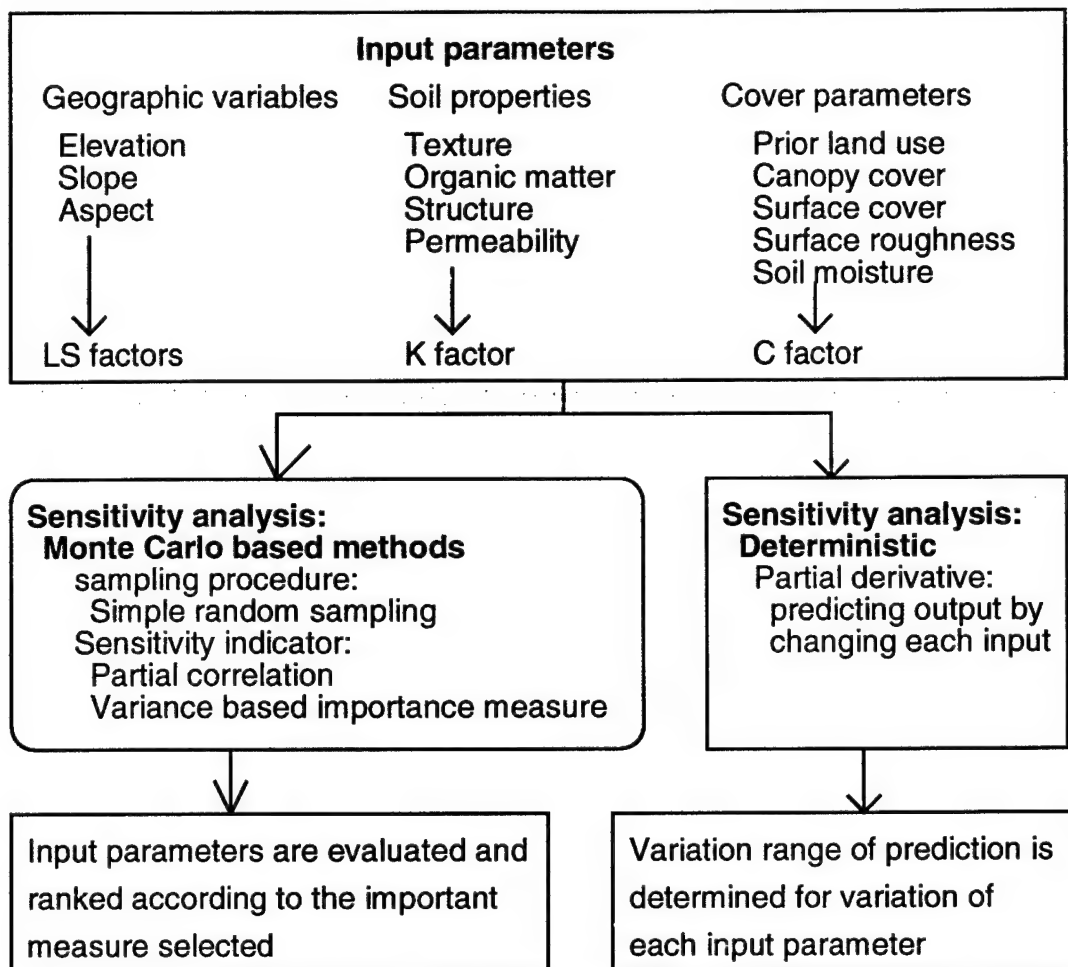 Input parameters
Geographic variables
Elevation
Slope
Aspect
LS factors
Soil properties
Texture
Organic matter
Structure
Permeability
K factor
Cover parameters
Prior land use
Canopy cover
Surface cover
Surface roughness
Soil moisture
C factor
Sensitivity analysis:
Monte Carlo based methods
sampling procedure:
Simple random sampling
Sensitivity indicator:
Partial correlation
Variance based importance measure
Sensitivity analysis:
Deterministic
Partial derivative:
predicting output by
changing each input
Input parameters are evaluated and
ranked according to the important
measure selected
Variation range of prediction is
determined for variation of
each input parameter